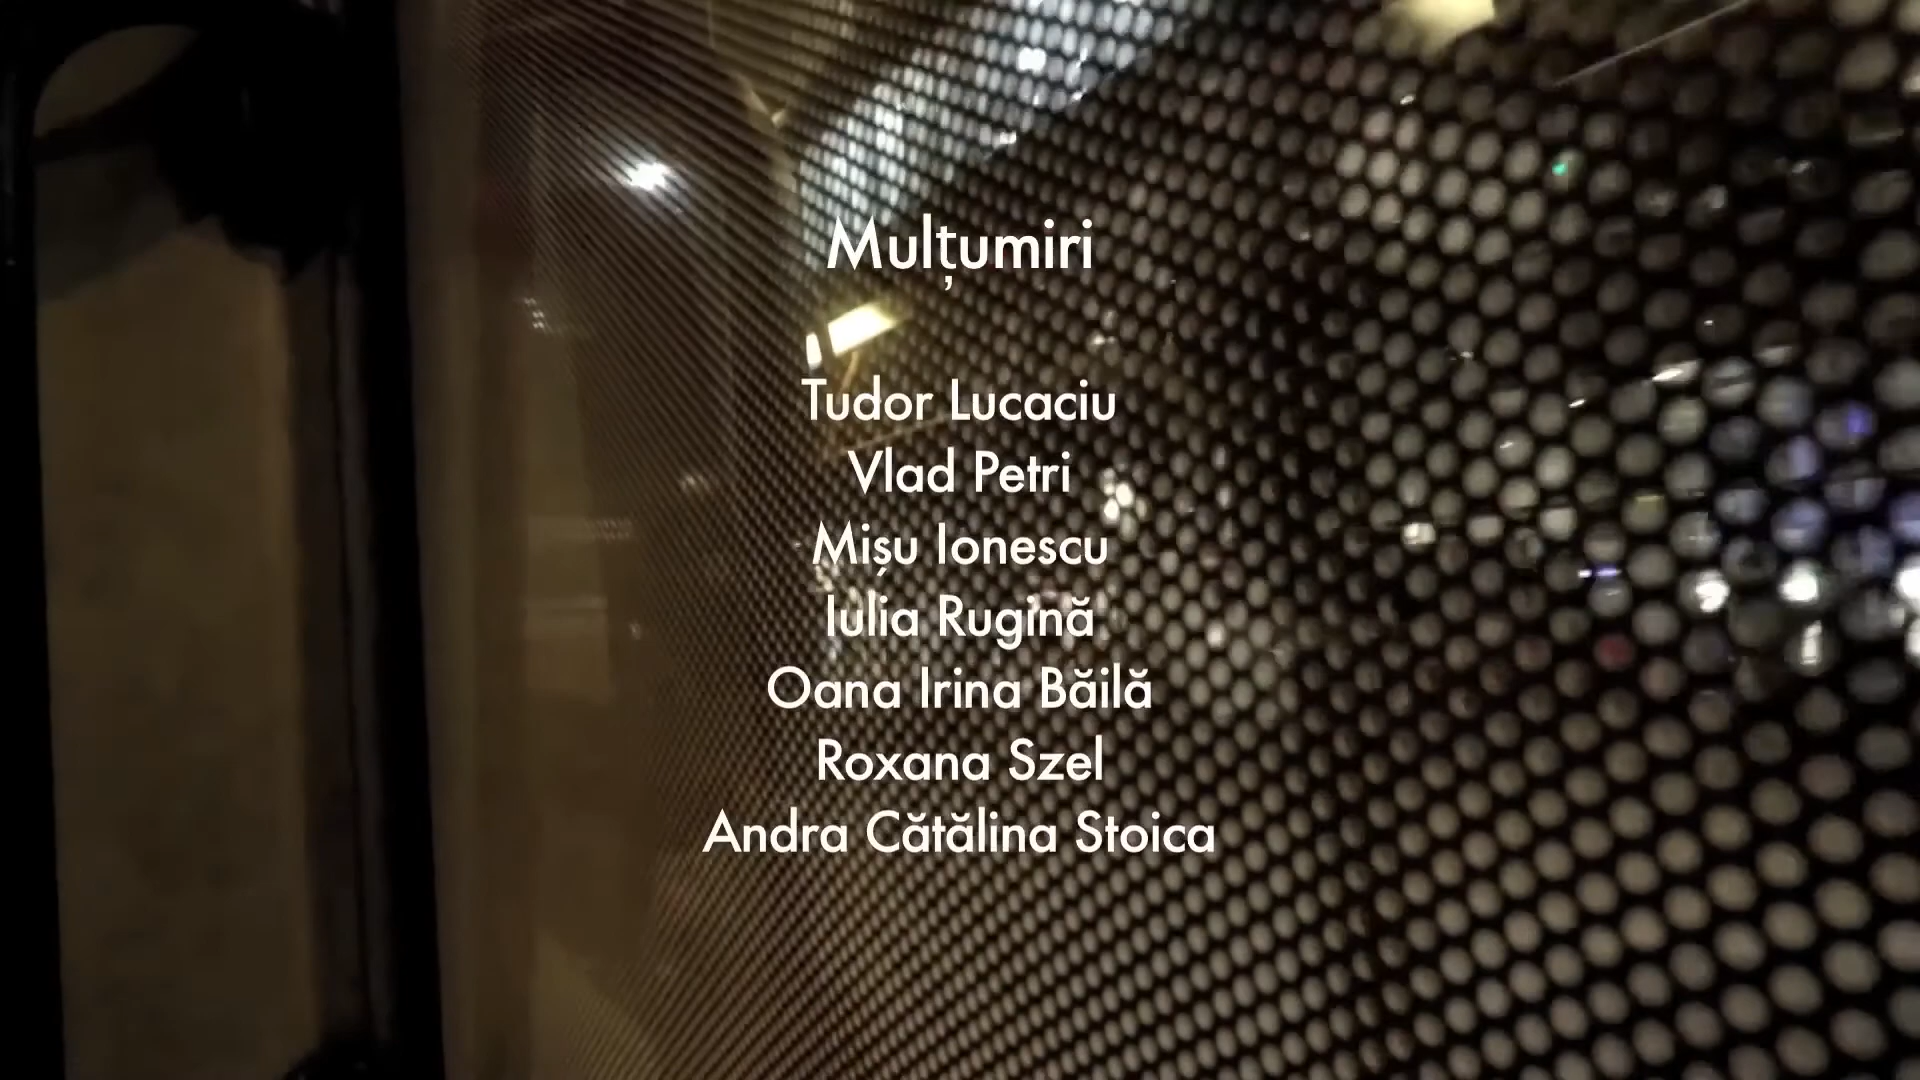 Mulțumiri
Tudor Lucaciu
Vlad Petri
Mișu Ionescu
Iulia Rugină
Oana Irina Băilă
Roxana Szel
Andra Cătălina Stoica